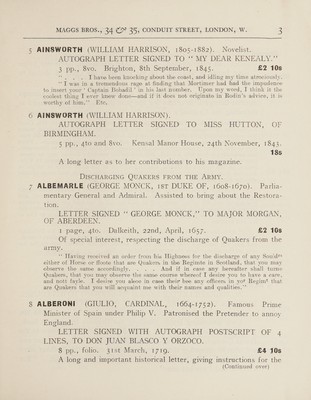 MAGGS BROS., 34 & 35, CONDUIT STREET, LONDON, W. 3
5 AINSWORTH (WILLIAM HARRISON, 1805-1882). Novelist.
AUTOGRAPH LETTER SIGNED TO " MY DEAR KENEALY."
3 pp., 8vo. Brighton, 8th September, 1845. £2 10s
" . . . I have been knocking about the coast, and idling my time atrociously.
" I was in a tremendous rage at finding that Mortimer had had the impudence
to insert your ' Captain Bobadil ' in his last number. Upon my word, I think it the
coolest thing I ever knew done—and if it does not originate in Bodin's advice, it is
worthy of him." Etc.
6 AINSWORTH (WILLIAM HARRISON).
AUTOGRAPH LETTER SIGNED TO MISS HUTTON, OF
BIRMINGHAM.
5 pp., 4to and 8vo. Kensal Manor House, 24th November, 1845.
18s
A long letter as to her contributions to his magazine.
DISCHARGING QUAKERS FROM THE ARMY.
7 ALBEMARLE (GEORGE MONCK, 1ST DUKE OF, 1608-1670). Parlia-
mentary General and Admiral. Assisted to bring about the Restora-
tion.
LETTER SIGNED " GEORGE MONCK," TO MAJOR MORGAN,
OF ABERDEEN.
1 page, 4to. Dalkeith, 22nd, April, 1657. £2 10s
Of special interest, respecting the discharge of Quakers from the
army.
" Having received an order from his Highness for the discharge of any Souldrs
either of Horse or ffoote that are Quakers in the Regimts in Scotland, that you may
observe the same accordingly. . . . And if in case any hereafter shall turne
Quakers, that you may observe the same course whereof I desire you to have a care,
and nott fayle. I desire you alsoe in case their bee any officers in yor Regimt that
are Quakers that you will acquaint me with their names and qualities."
8 ALBERONI (GIULIO, CARDINAL, 1664-1752). Famous Prime
Minister of Spain under Philip V. Patronised the Pretender to annoy
England.
LETTER SIGNED WITH AUTOGRAPH POSTSCRIPT OF 4
LINES, TO DON JUAN BLASCO Y OROZCO.
8 pp., folio. 31st March, 1719. £4 10s
A long and important historical letter, giving instructions for the
(Continued over)